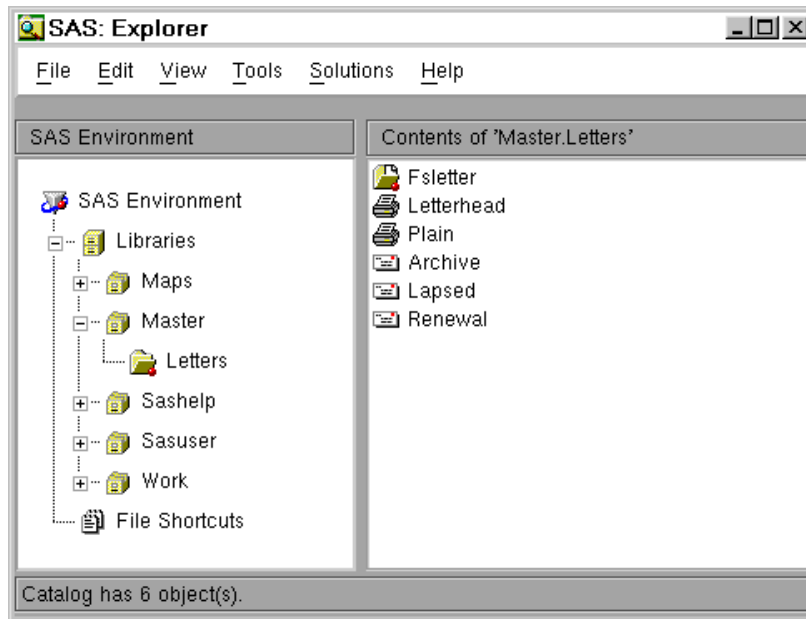 SAS: Explorer
File Edit View Tools Solutions Help
SAS Environment
Contents of 'Master.Letters'
SAS Environment
Libraries
Maps
Master
Letters
Sashelp
Sasuser
Work
File Shortcuts
Fsletter
Letterhead
Plain
Archive
Lapsed
Renewal
Catalog has 6 object(s).